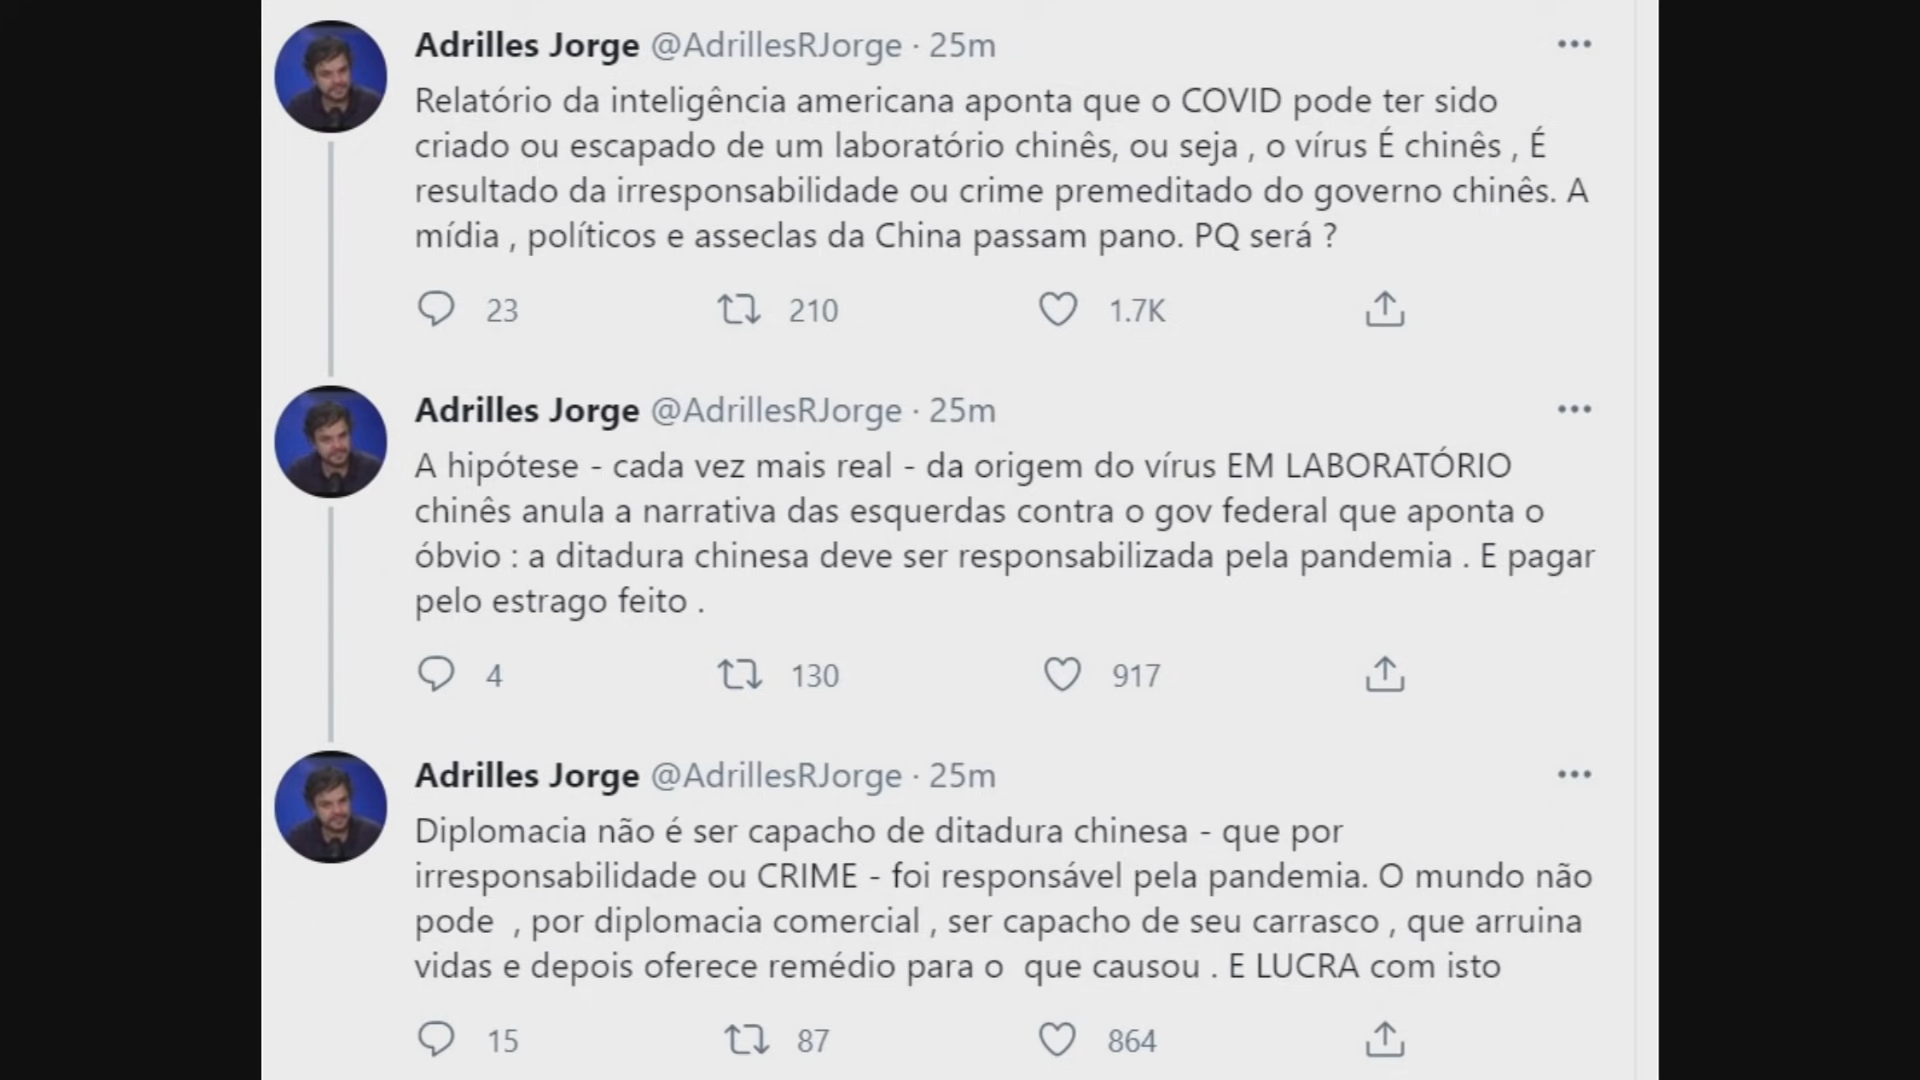 Adrilles Jorge @AdrillesRJorge · 25m
Relatório da inteligência americana aponta que o COVID pode ter sido
criado ou escapado de um laboratório chinês, ou seja , o vírus É chinês , É
resultado da irresponsabilidade ou crime premeditado do governo chinês. A
mídia , políticos e asseclas da China passam pano. PQ será ?
23 210 1.7K
Adrilles Jorge @AdrillesRJorge · 25m
A hipótese - cada vez mais real - da origem do vírus EM LABORATÓRIO
chinês anula a narrativa das esquerdas contra o gov federal que aponta o
óbvio : a ditadura chinesa deve ser responsabilizada pela pandemia . E pagar
pelo estrago feito .
4 130 917
Adrilles Jorge @AdrillesRJorge · 25m
Diplomacia não é ser capacho de ditadura chinesa - que por
irresponsabilidade ou CRIME - foi responsável pela pandemia. O mundo não
pode  , por diplomacia comercial , ser capacho de seu carrasco , que arruina
vidas e depois oferece remédio para o  que causou . E LUCRA com isto
15 87 864